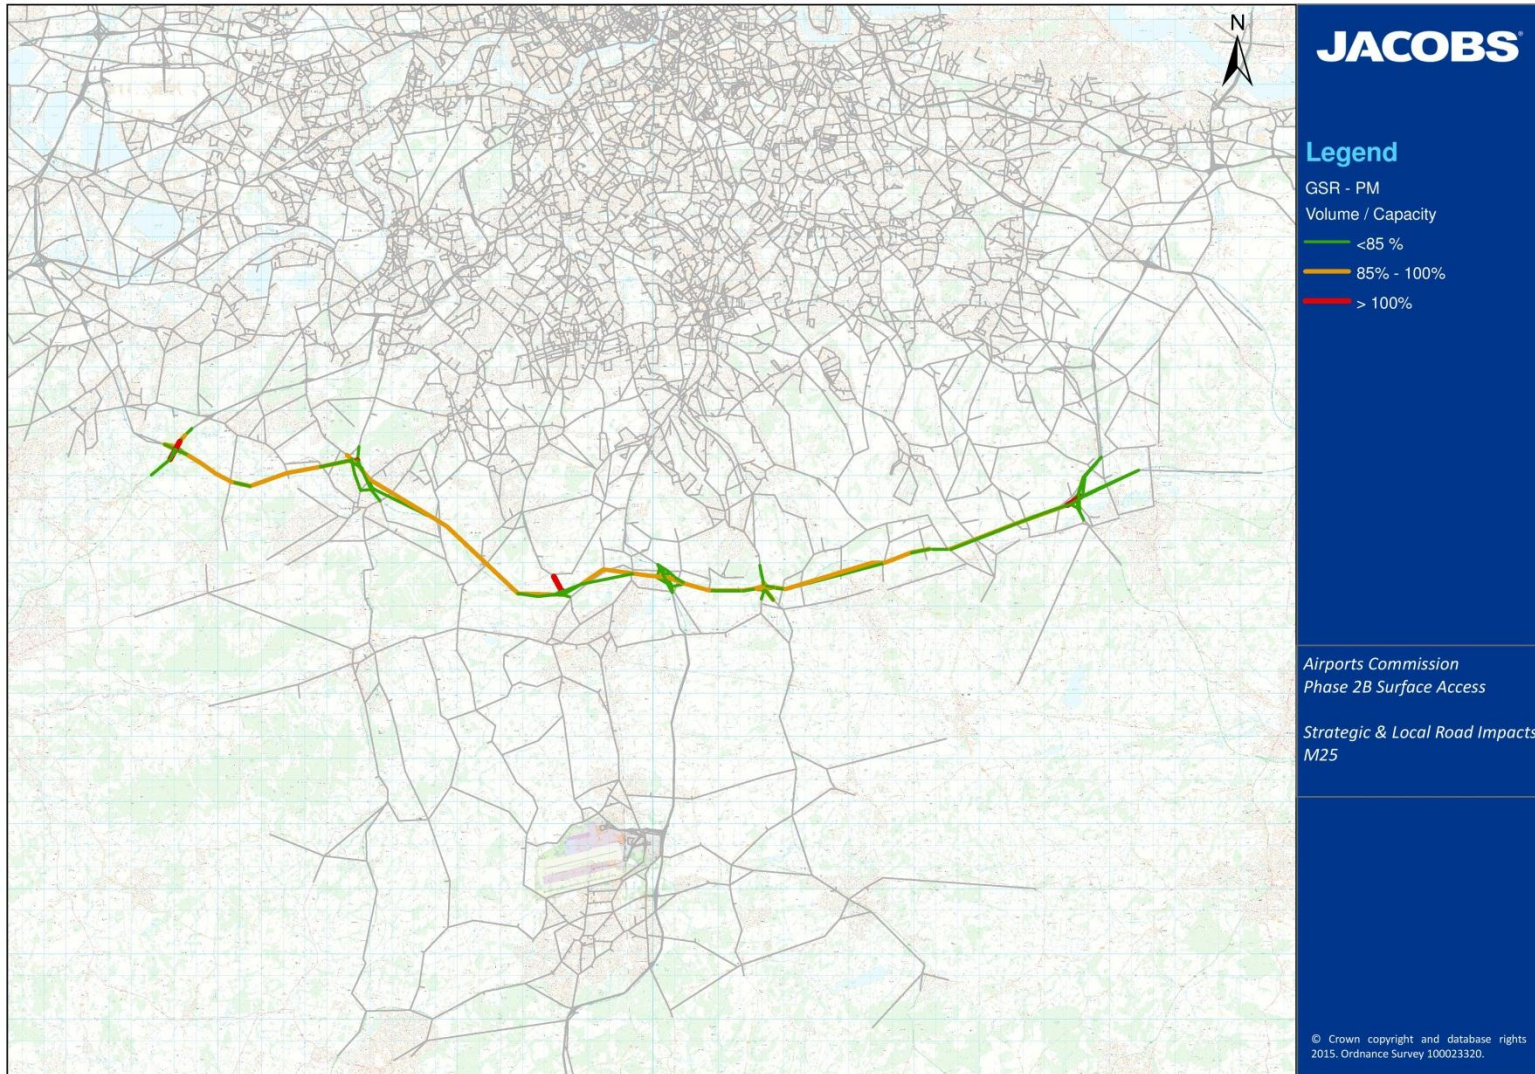 N
JACOBS®
Legend
GSR - PM
Volume / Capacity
<85 %
85% - 100%
> 100%
Airports Commission
Phase 2B Surface Access
Strategic & Local Road Impacts
M25
© Crown copyright and database rights
2015. Ordnance Survey 100023320.